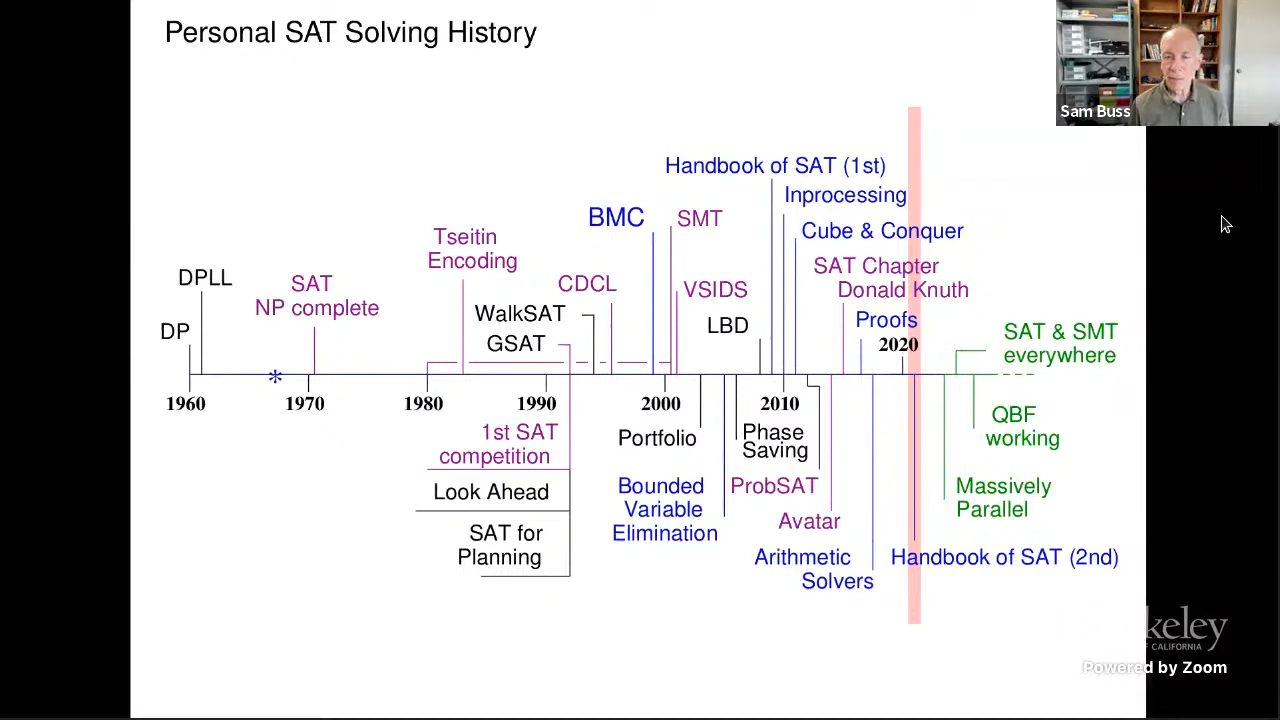 Personal SAT Solving History
Sam Buss
Handbook of SAT (1st)
Inprocessing
BMC
SMT
Cube & Conquer
Tseitin
Encoding
SAT Chapter
Donald Knuth
DPLL
SAT
NP complete
CDCL
VSIDS
WalkSAT
LBD
Proofs
DP
GSAT
2020
SAT & SMT
everywhere
*
1960
1970
1980
1990
2000
2010
1st SAT
competition
Portfolio
Phase
Saving
QBF
working
Look Ahead
Bounded
Variable
Elimination
ProbSAT
Massively
Parallel
Avatar
SAT for
Planning
Arithmetic
Solvers
Handbook of SAT (2nd)
keley
CALIFORNIA
Powered by Zoom